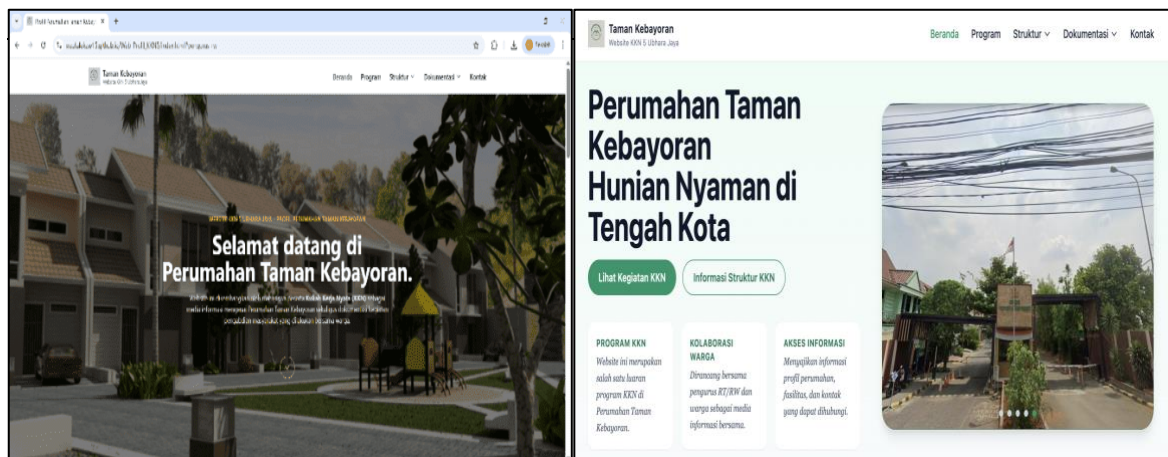 Taman Kebayoran
Beranda Program Struktur Dokumentasi Kontak
Selamat datang di
Perumahan Taman Kebayoran.
Taman Kebayoran
Website KKN 5 Ubhara Jaya
Beranda Program Struktur Dokumentasi Kontak
Perumahan Taman
Kebayoran
Hunian Nyaman di
Tengah Kota
Lihat Kegiatan KKN
Informasi Struktur KKN
PROGRAM KKN
Website ini merupakan
salah satu luaran
program KKN di
Perumahan Taman
Kebayoran.
KOLABORASI
WARGA
Dirancang bersama
pengurus RT/RW dan
warga sebagai media
informasi bersama.
AKSES INFORMASI
Menyajikan informasi
profil perumahan,
fasilitas, dan kontak
yang dapat dihubungi.